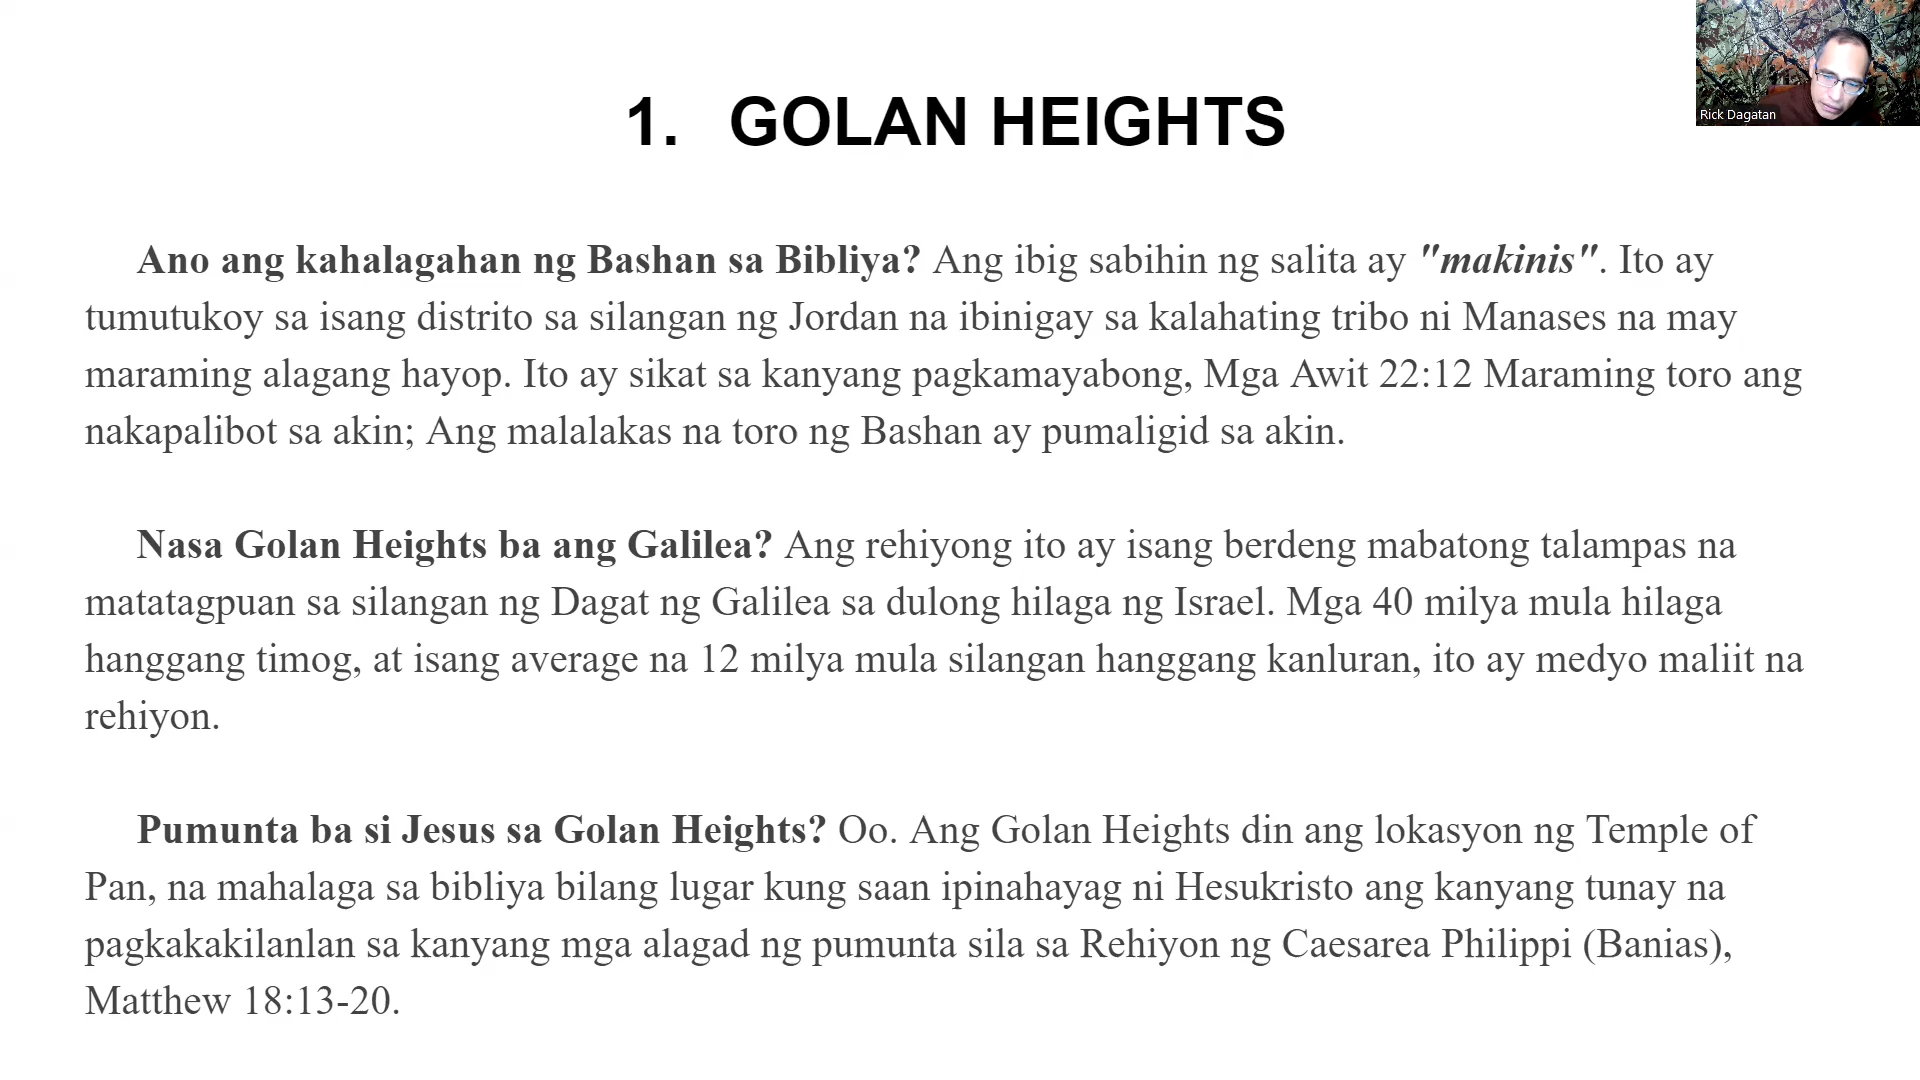 1. GOLAN HEIGHTS
Rick Dagatan
Ano ang kahalagahan ng Bashan sa Bibliya? Ang ibig sabihin ng salita ay "makinis". Ito ay
tumutukoy sa isang distrito sa silangan ng Jordan na ibinigay sa kalahating tribo ni Manases na may
maraming alagang hayop. Ito ay sikat sa kanyang pagkamayabong, Mga Awit 22:12 Maraming toro ang
nakapalibot sa akin; Ang malalakas na toro ng Bashan ay pumaligid sa akin.
Nasa Golan Heights ba ang Galilea? Ang rehiyong ito ay isang berdeng mabatong talampas na
matatagpuan sa silangan ng Dagat ng Galilea sa dulong hilaga ng Israel. Mga 40 milya mula hilaga
hanggang timog, at isang average na 12 milya mula silangan hanggang kanluran, ito ay medyo maliit na
rehiyon.
Pumunta ba si Jesus sa Golan Heights? Oo. Ang Golan Heights din ang lokasyon ng Temple of
Pan, na mahalaga sa bibliya bilang lugar kung saan ipinahayag ni Hesukristo ang kanyang tunay na
pagkakakilanlan sa kanyang mga alagad ng pumunta sila sa Rehiyon ng Caesarea Philippi (Banias),
Matthew 18:13-20.